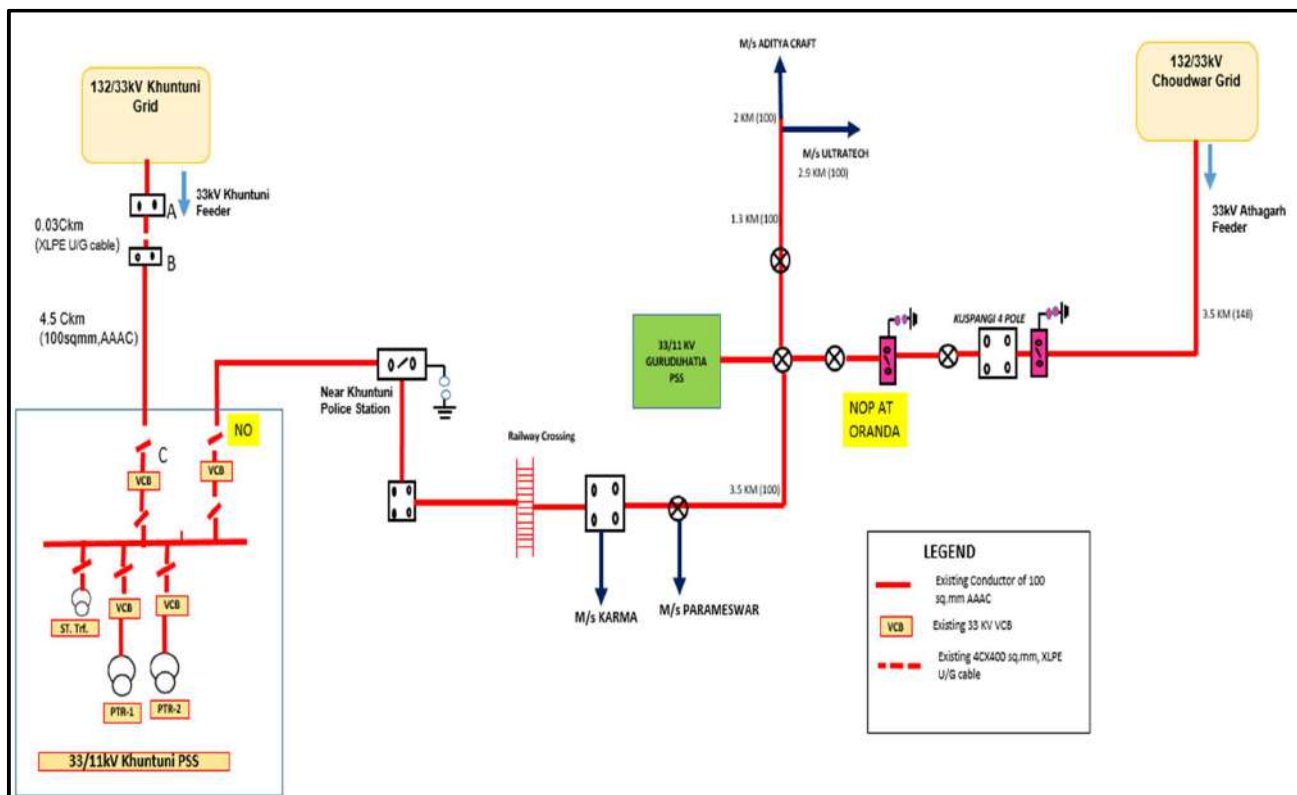 132/33kV Khuntuni
Grid
33kV Khuntuni
Feeder
A
0.03Ckm
(XLPE U/G cable)
B
4.5 Ckm
(100sqmm,AAAC)
NO
C
VCB
VCB
ST. Trf.
VCB
VCB
PTR-1
PTR-2
33/11kV Khuntuni PSS
Near Khuntuni
Police Station
Railway Crossing
M/s KARMA
M/s PARAMESWAR
3.5 KM (100)
33/11 KV
GURUDUHATIA
PSS
M/s ADITYA CRAFT
2 KM (100)
M/s ULTRATECH
2.9 KM (100)
1.3 KM (100
NOP AT
ORANDA
KUSPANGI 4 POLE
132/33kV
Choudwar Grid
33kV Athagarh
Feeder
3.5 KM (148)
LEGEND
Existing Conductor of 100
sq.mm AAAC
VCB
Existing 33 KV VCB
Existing 4CX400 sq.mm, XLPE
U/G cable